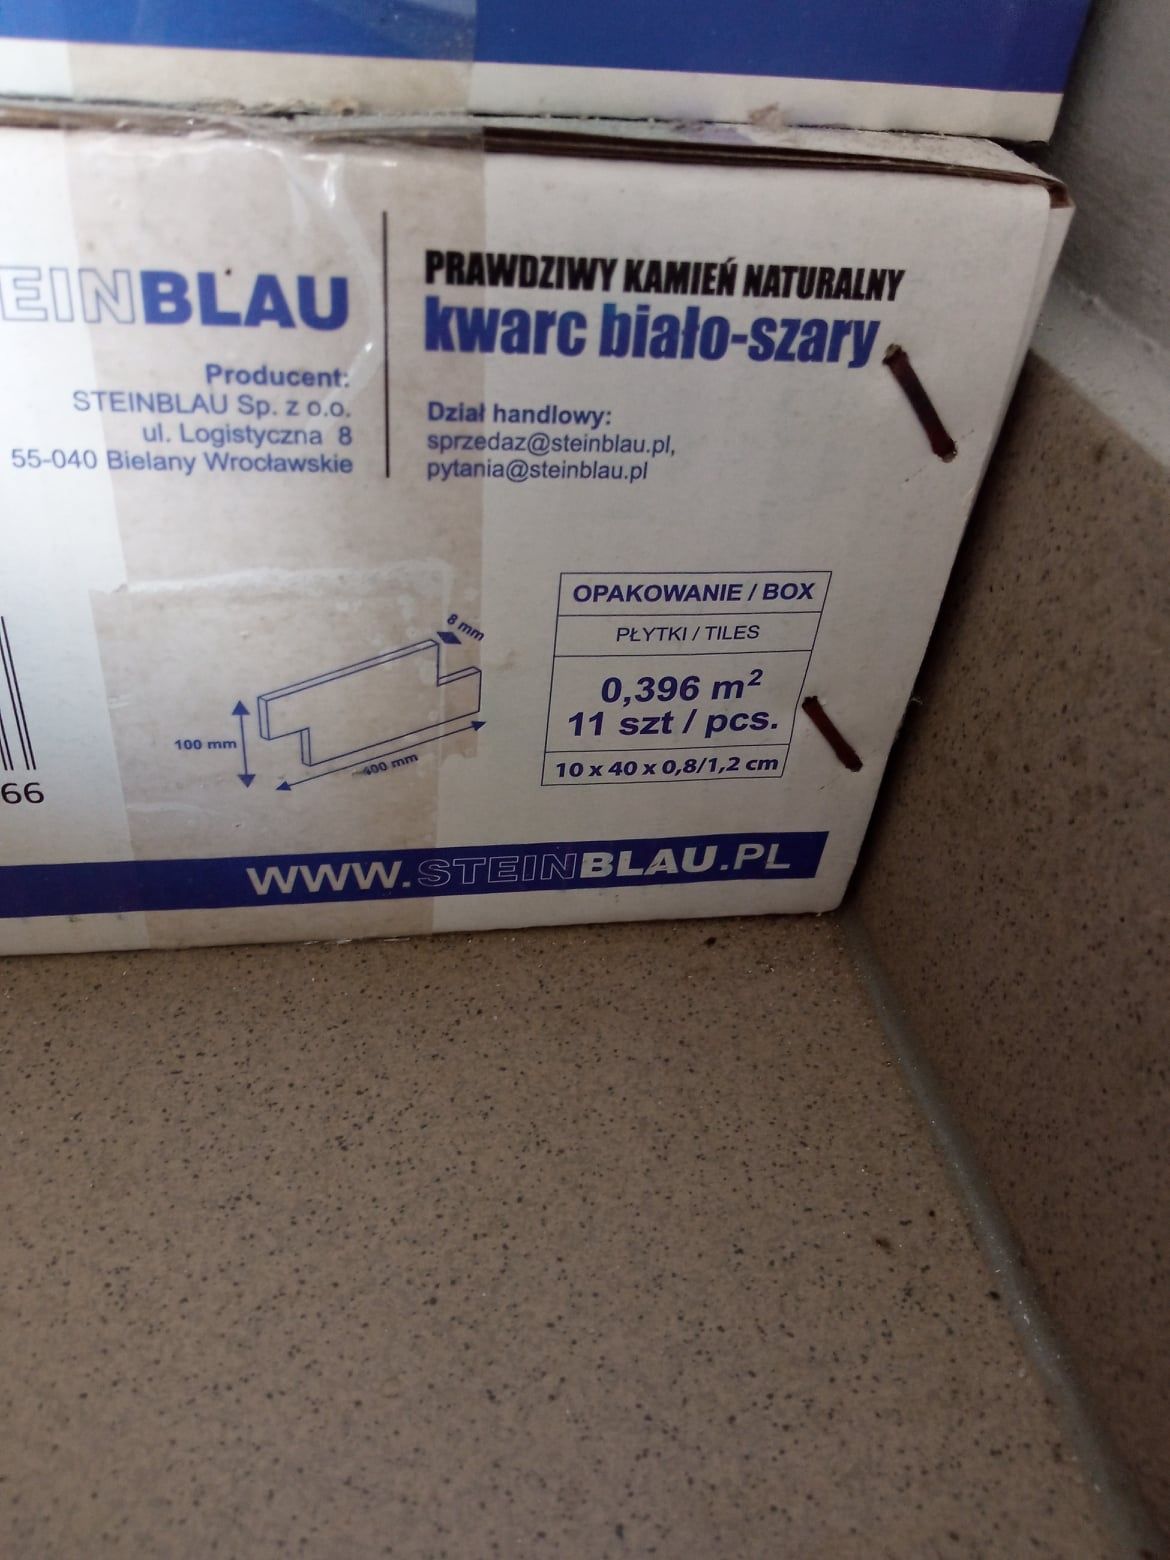 EINBLAU
Producent:
STEINBLAU Sp. z o.o.
ul. Logistyczna 8
55-040 Bielany Wrocławskie
PRAWDZIWY KAMIEŃ NATURALNY
kwarc biało-szary
Dział handlowy:
sprzedaz@steinblau.pl,
pytania@steinblau.pl
8 mm
100 mm
400 mm
66
OPAKOWANIE / BOX
PŁYTKI / TILES
0,396 m²
11 szt / pcs.
10 x 40 x 0,8/1,2 cm
WWW.STEINBLAU.PL